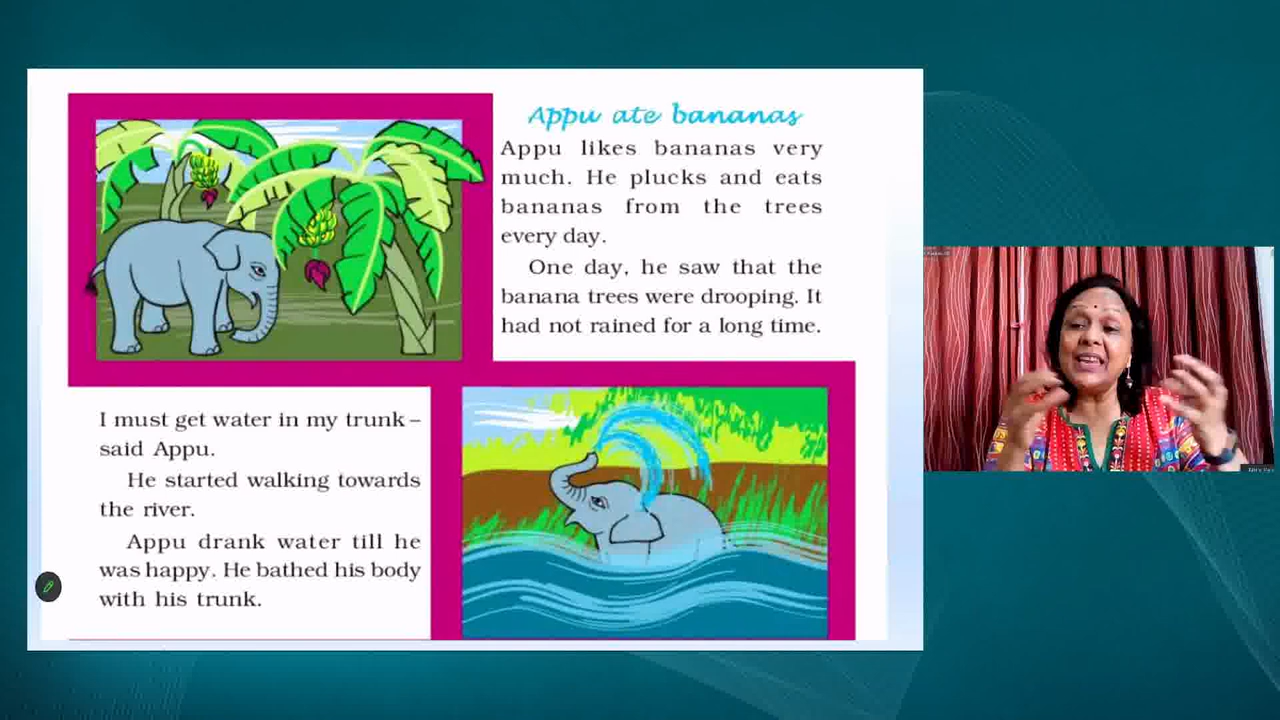 Appu ate bananas
Appu likes bananas very
much. He plucks and eats
bananas from the trees
every day.
One day, he saw that the
banana trees were drooping. It
had not rained for a long time.
I must get water in my trunk –
said Appu.
He started walking towards
the river.
Appu drank water till he
was happy. He bathed his body
with his trunk.